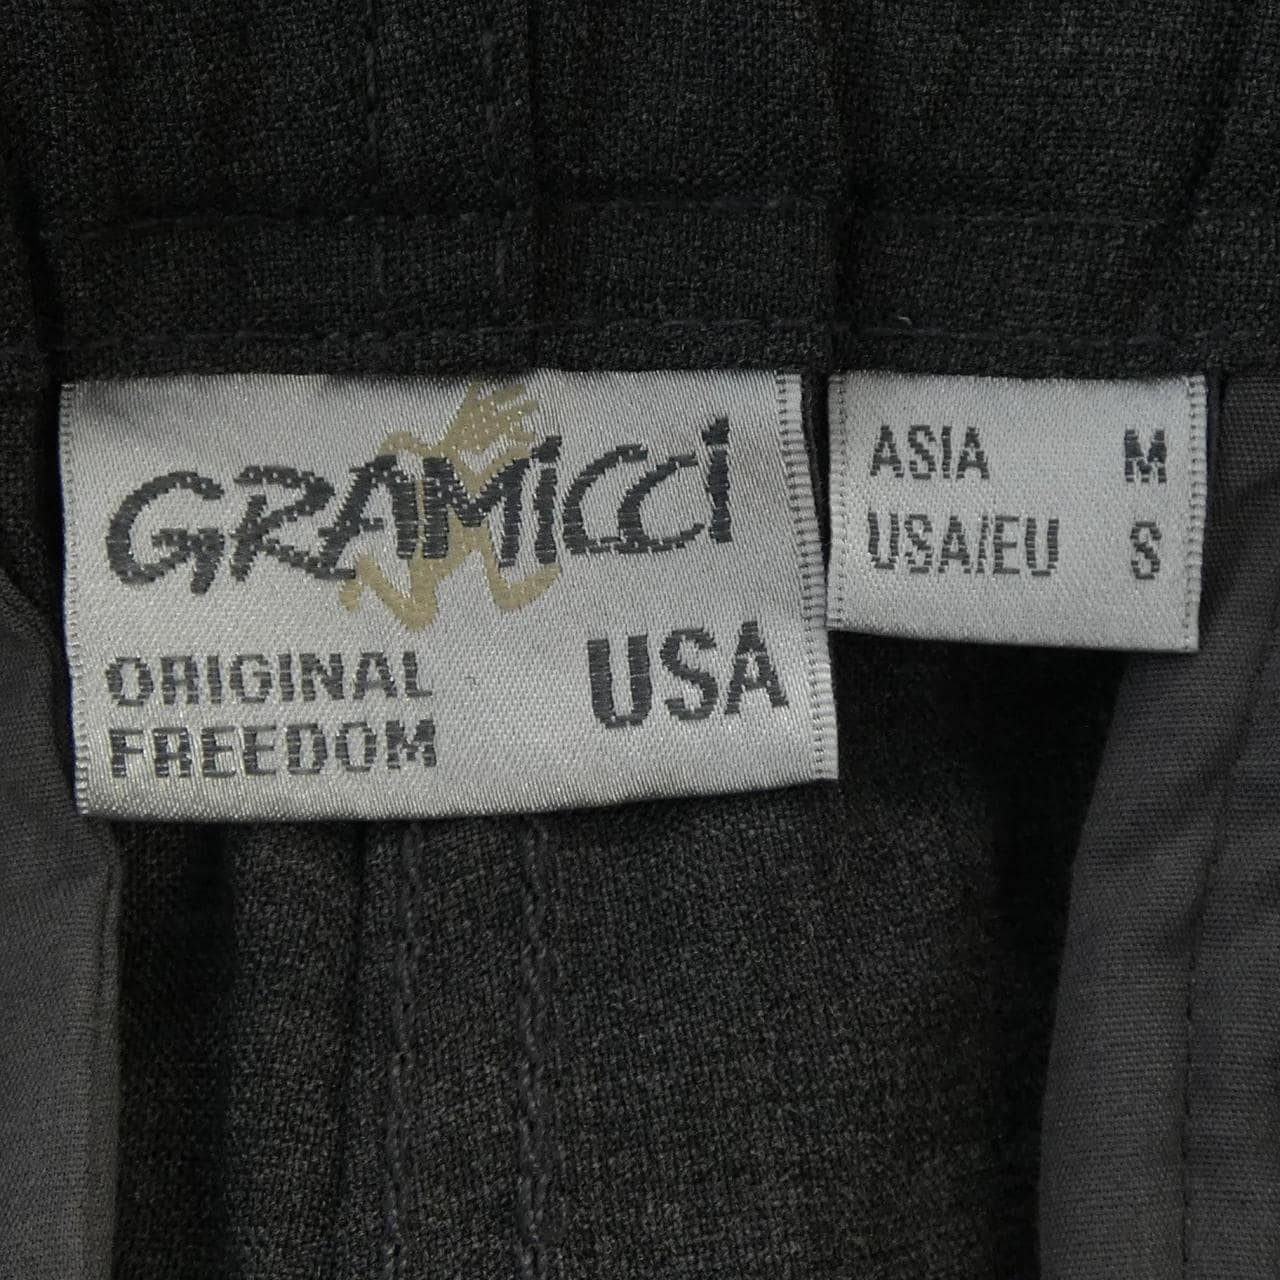 GRAMICCI
ORIGINAL
FREEDOM
USA
ASIA M
USA/EU S